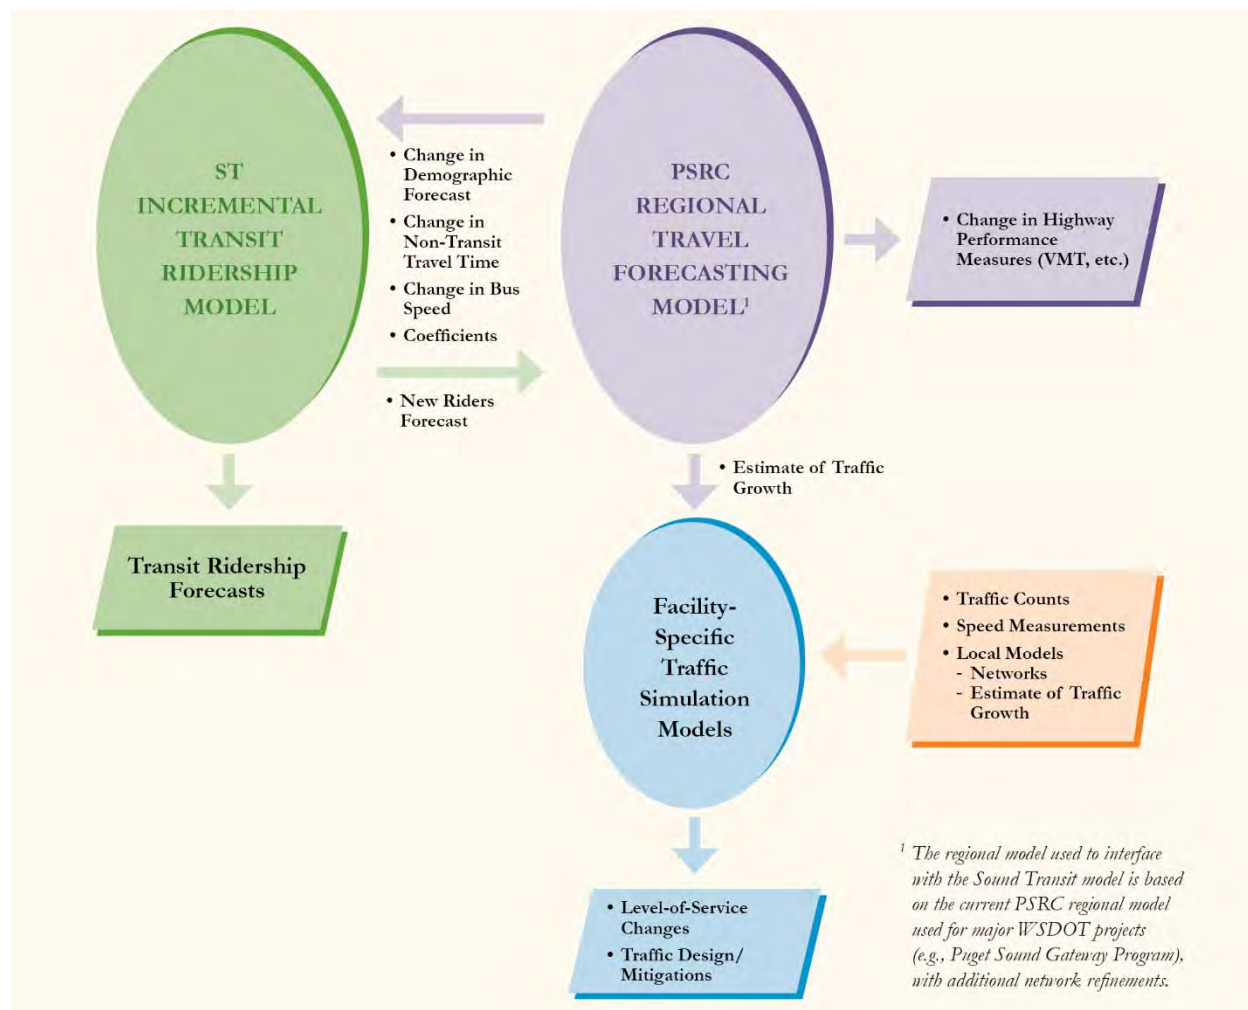 ST
INCREMENTAL
TRANSIT
RIDERSHIP
MODEL
• Change in
Demographic
Forecast
• Change in
Non-Transit
Travel Time
• Change in Bus
Speed
• Coefficients
• New Riders
Forecast
PSRC
REGIONAL
TRAVEL
FORECASTING
MODEL¹
• Change in Highway
Performance
Measures (VMT, etc.)
• Estimate of Traffic
Growth
Transit Ridership
Forecasts
Facility-
Specific
Traffic
Simulation
Models
• Traffic Counts
• Speed Measurements
• Local Models
- Networks
- Estimate of Traffic
Growth
• Level-of-Service
Changes
• Traffic Design/
Mitigations
¹ The regional model used to interface
with the Sound Transit model is based
on the current PSRC regional model
used for major WSDOT projects
(e.g., Puget Sound Gateway Program),
with additional network refinements.